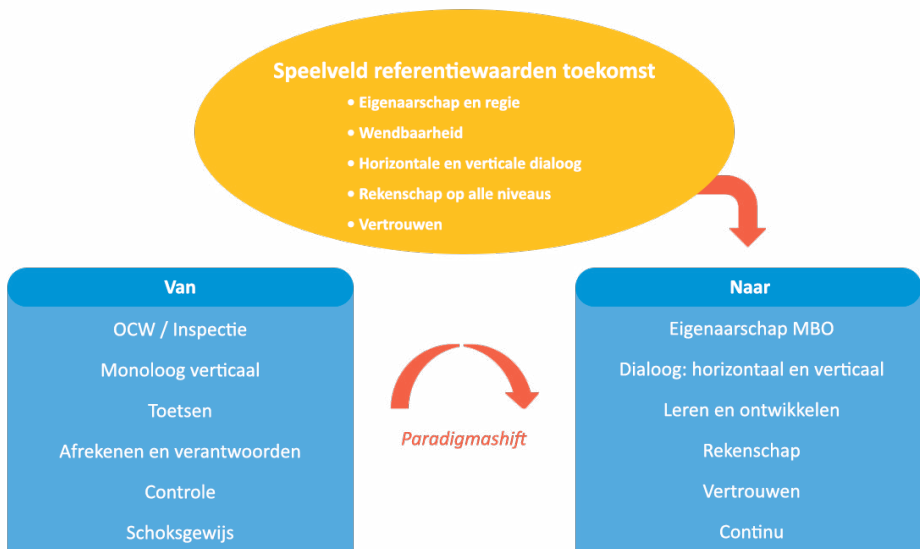 Speelveld referentiewaarden toekomst
• Eigenaarschap en regie
• Wendbaarheid
• Horizontale en verticale dialoog
• Rekenschap op alle niveaus
• Vertrouwen
Van
OCW / Inspectie
Monoloog verticaal
Toetsen
Afrekenen en verantwoorden
Controle
Schoksgewijs
Paradigmashift
Naar
Eigenaarschap MBO
Dialoog: horizontaal en verticaal
Leren en ontwikkelen
Rekenschap
Vertrouwen
Continu